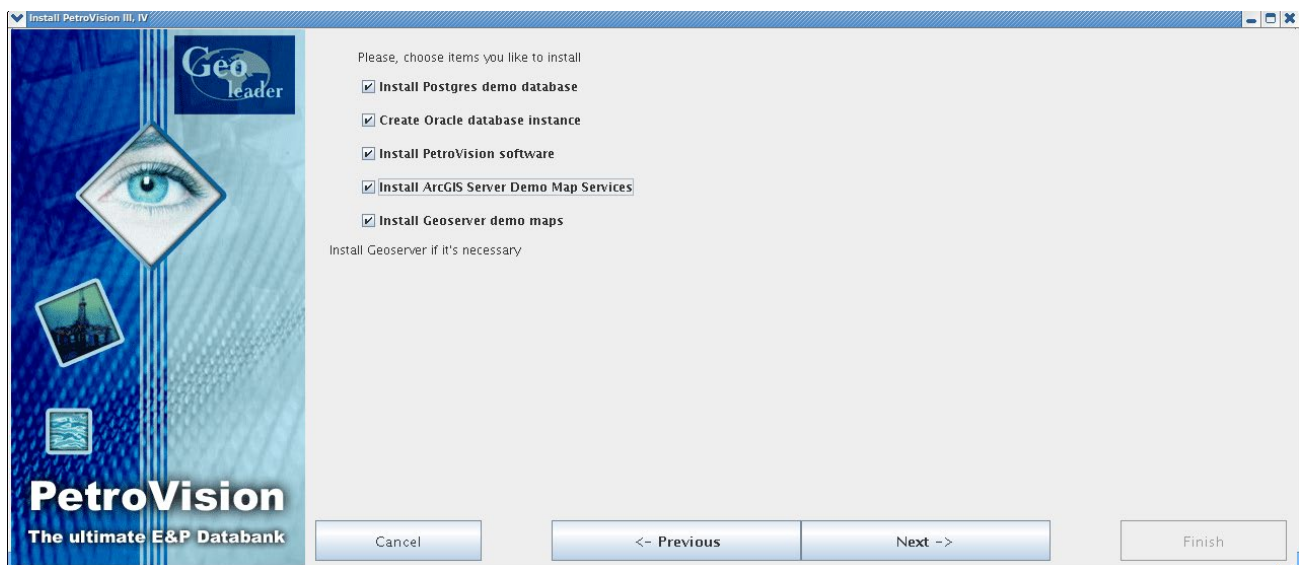 Install PetroVision III, IV
Geo
leader
Please, choose items you like to install
Install Postgres demo database
Create Oracle database instance
Install PetroVision software
Install ArcGIS Server Demo Map Services
Install Geoserver demo maps
Install Geoserver if it's necessary
PetroVision
The ultimate E&P Databank
Cancel
<- Previous
Next ->
Finish